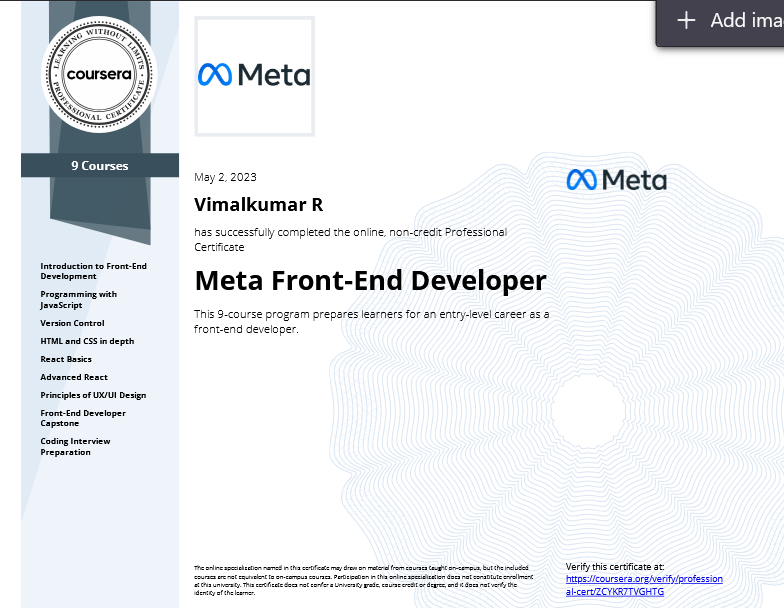 Add ima
LEARNING WITHOUT LIMITS
coursera
PROFESSIONAL CERTIFICATE
9 Courses
Introduction to Front-End
Development
Programming with
JavaScript
Version Control
HTML and CSS in depth
React Basics
Advanced React
Principles of UX/UI Design
Front-End Developer
Capstone
Coding Interview
Preparation
Meta
May 2, 2023
Meta
Vimalkumar R
has successfully completed the online, non-credit Professional
Certificate
Meta Front-End Developer
This 9-course program prepares learners for an entry-level career as a
front-end developer.
The online specialization named in this certificate may draw on material from courses taught on-campus, but the included
courses are not equivalent to on-campus courses. Participation in this online specialization does not constitute enrollment
at this university. This certificate does not confer a University grade, course credit or degree, and it does not verify the
identity of the learner.
Verify this certificate at:
https://coursera.org/verify/profession
al-cert/ZCYKR7TVGHTG